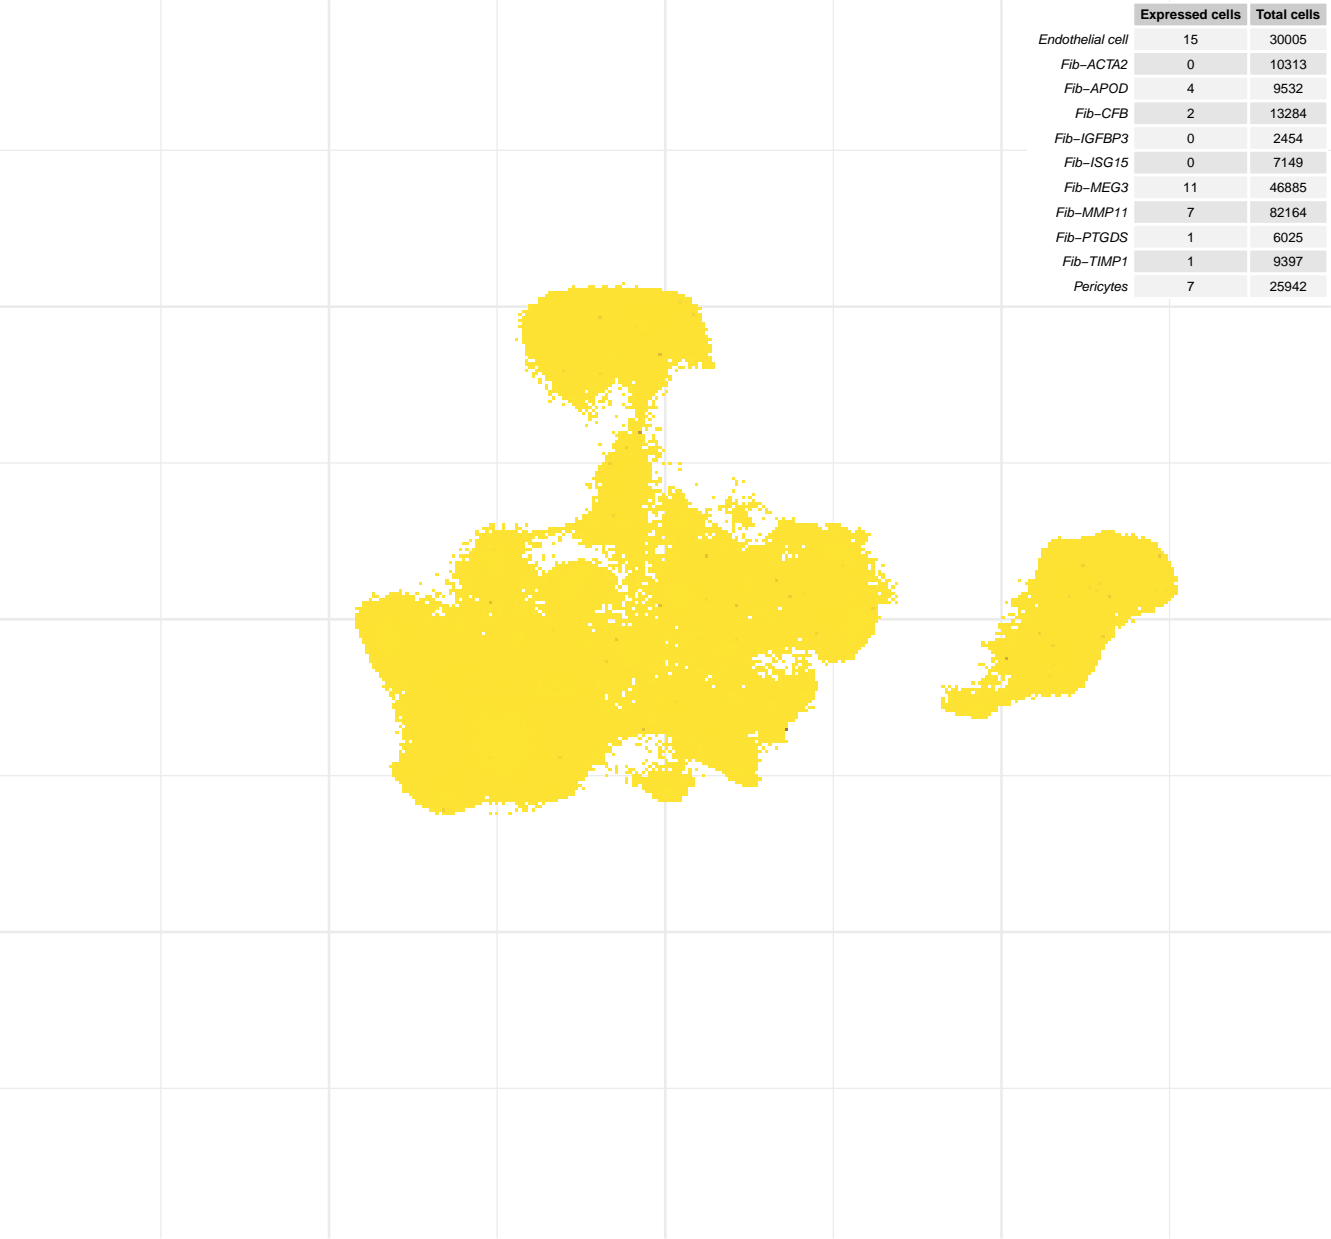 Expressed cells Total cells
Endothelial cell 15 30005
Fib−ACTA2 0 10313
Fib−APOD 4 9532
Fib−CFB 2 13284
Fib−IGFBP3 0 2454
Fib−ISG15 0 7149
Fib−MEG3 11 46885
Fib−MMP11 7 82164
Fib−PTGDS 1 6025
Fib−TIMP1 1 9397
Pericytes 7 25942